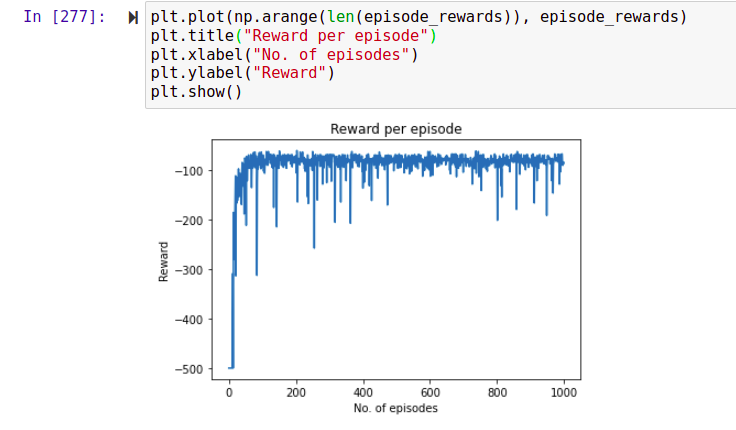 In [277]:
plt.plot(np.arange(len(episode_rewards)), episode_rewards)
plt.title("Reward per episode")
plt.xlabel("No. of episodes")
plt.ylabel("Reward")
plt.show()
Reward per episode
−100
−200
−300
−400
−500
Reward
0 200 400 600 800 1000
No. of episodes